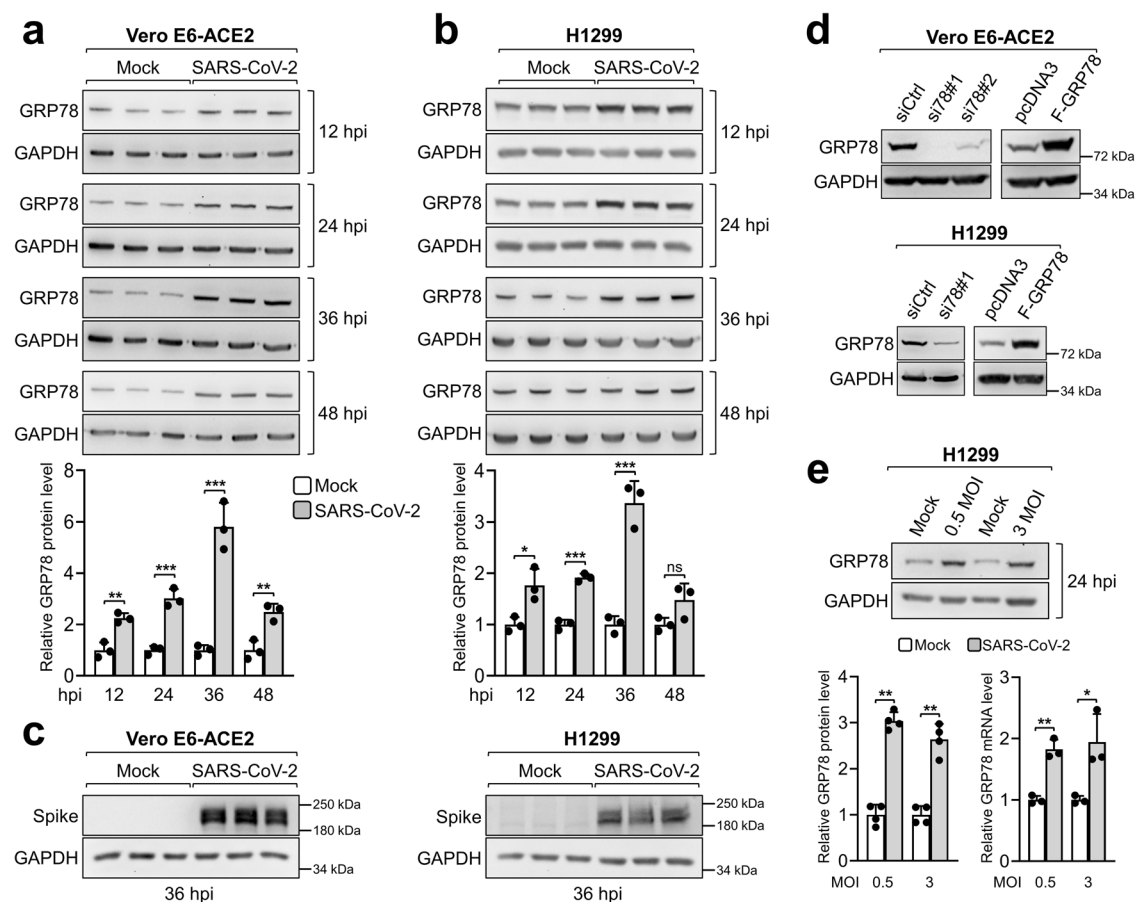 a
Vero E6-ACE2
Mock SARS-CoV-2
GRP78
GAPDH
12 hpi
GRP78
GAPDH
24 hpi
GRP78
GAPDH
36 hpi
GRP78
GAPDH
48 hpi
Relative GRP78 protein level
8
6
4
2
0
** *** *** **
hpi 12 24 36 48
Mock
SARS-CoV-2
b
H1299
Mock SARS-CoV-2
GRP78
GAPDH
12 hpi
GRP78
GAPDH
24 hpi
GRP78
GAPDH
36 hpi
GRP78
GAPDH
48 hpi
Relative GRP78 protein level
4
3
2
1
0
* *** *** ns
hpi 12 24 36 48
c
Vero E6-ACE2
Mock SARS-CoV-2
Spike
250 kDa
180 kDa
GAPDH
34 kDa
36 hpi
H1299
Mock SARS-CoV-2
Spike
250 kDa
180 kDa
GAPDH
34 kDa
36 hpi
d
Vero E6-ACE2
siCtrl si78#1 si78#2 pcDNA3 F-GRP78
GRP78
72 kDa
GAPDH
34 kDa
H1299
siCtrl si78#1 pcDNA3 F-GRP78
GRP78
72 kDa
GAPDH
34 kDa
e
H1299
Mock 0.5 MOI Mock 3 MOI
GRP78
GAPDH
24 hpi
Mock SARS-CoV-2
Relative GRP78 protein level
4
3
2
1
0
** **
MOI 0.5 3
Relative GRP78 mRNA level
3
2
1
0
** *
MOI 0.5 3